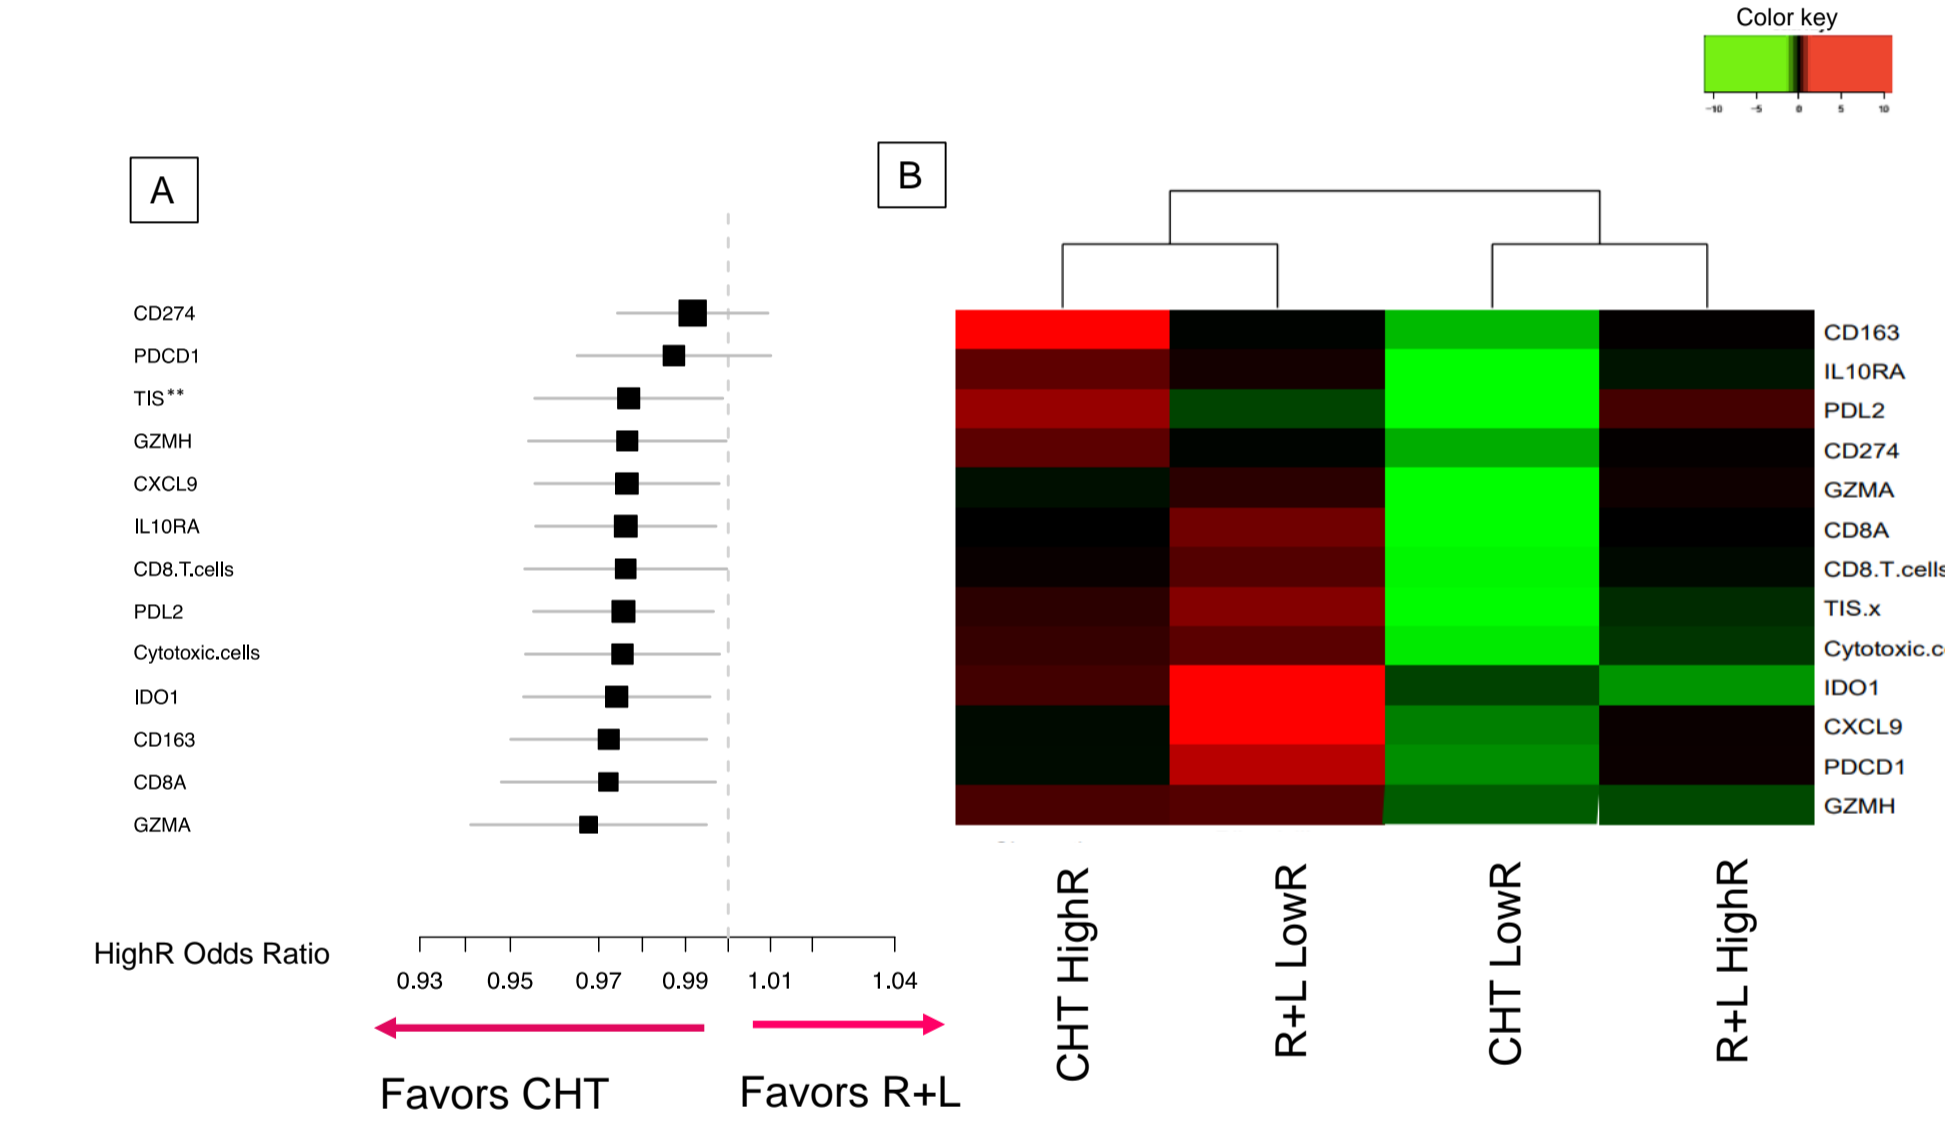 Color key
-10 -5 0 5 10
A
B
CD274
PDCD1
TIS**
GZMH
CXCL9
IL10RA
CD8.T.cells
PDL2
Cytotoxic.cells
IDO1
CD163
CD8A
GZMA
HighR Odds Ratio
0.93 0.95 0.97 0.99 1.01 1.04
Favors CHT
Favors R+L
CD163
IL10RA
PDL2
CD274
GZMA
CD8A
CD8.T.cells
TIS.x
Cytotoxic.c
IDO1
CXCL9
PDCD1
GZMH
CHT HighR
R+L LowR
CHT LowR
R+L HighR